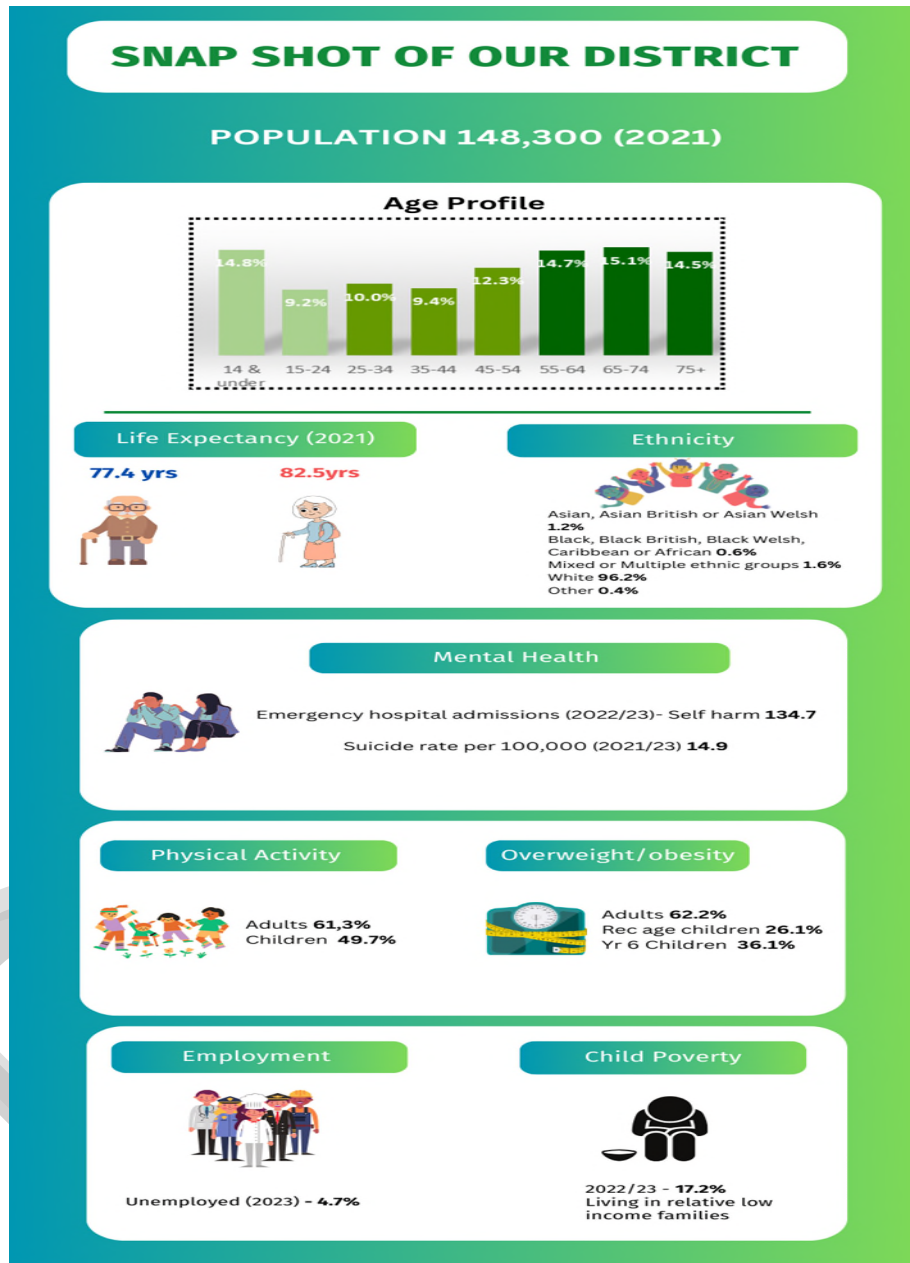 SNAP SHOT OF OUR DISTRICT
POPULATION 148,300 (2021)
Age Profile
14.8%
9.2%
10.0%
9.4%
12.3%
14.7%
15.1%
14.5%
14 &
under
15-24
25-34
35-44
45-54
55-64
65-74
75+
Life Expectancy (2021)
77.4 yrs
82.5yrs
Ethnicity
Asian, Asian British or Asian Welsh
1.2%
Black, Black British, Black Welsh,
Caribbean or African 0.6%
Mixed or Multiple ethnic groups 1.6%
White 96.2%
Other 0.4%
Mental Health
Emergency hospital admissions (2022/23)- Self harm 134.7
Suicide rate per 100,000 (2021/23) 14.9
Physical Activity
Adults 61,3%
Children 49.7%
Overweight/obesity
Adults 62.2%
Rec age children 26.1%
Yr 6 Children 36.1%
Employment
Unemployed (2023) - 4.7%
Child Poverty
2022/23 - 17.2%
Living in relative low
income families